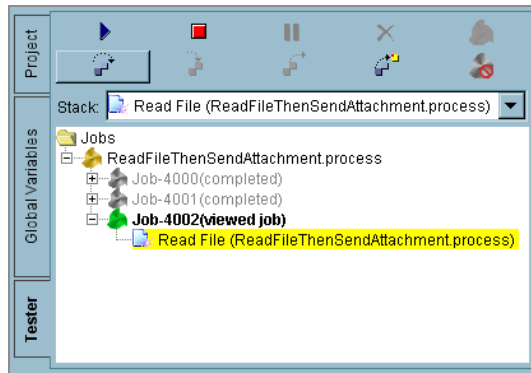 Project
Global Variables
Tester
Stack: Read File (ReadFileThenSendAttachment.process)
Jobs
ReadFileThenSendAttachment.process
Job-4000(completed)
Job-4001(completed)
Job-4002(viewed job)
Read File (ReadFileThenSendAttachment.process)